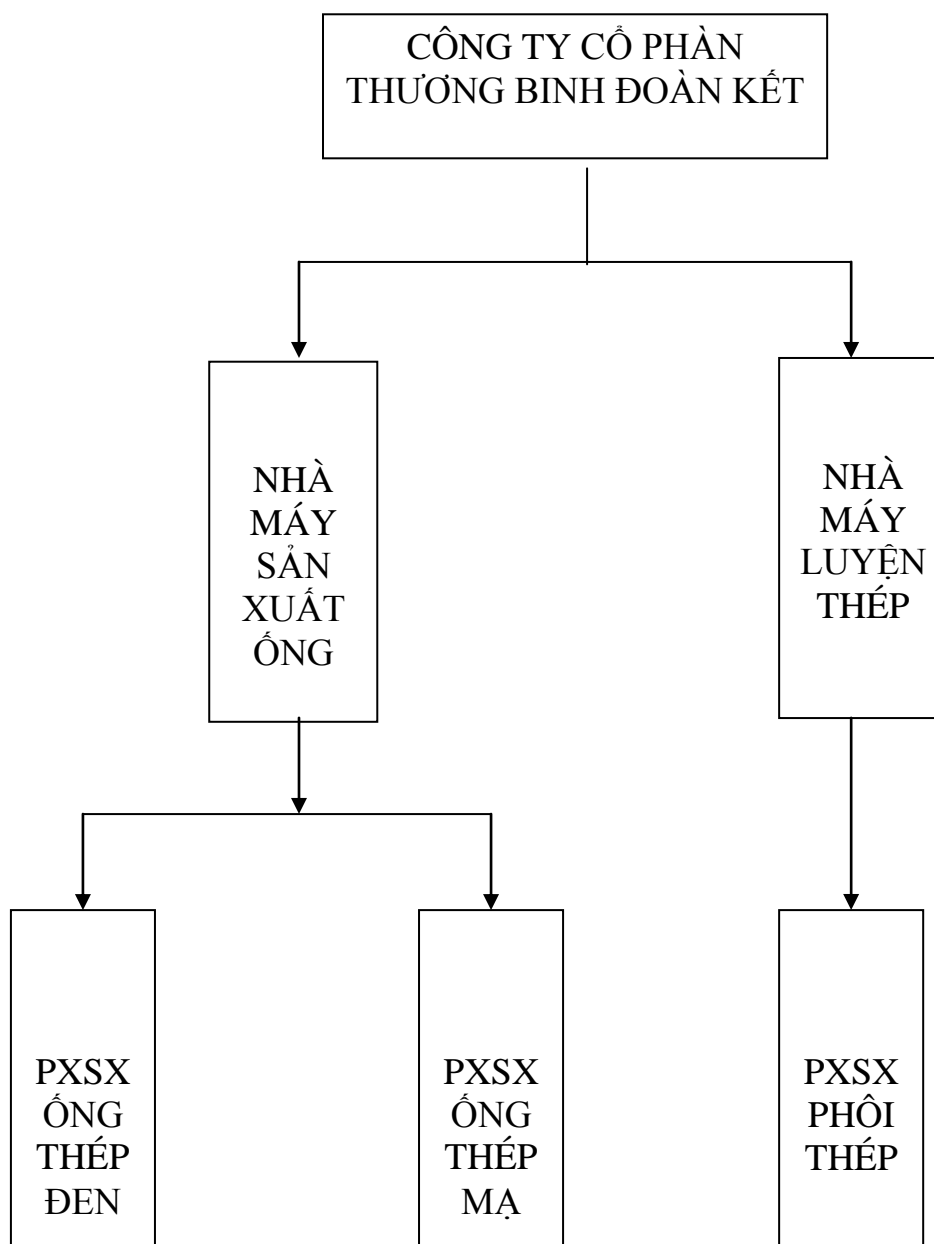 CÔNG TY CỔ PHÀN
THƯƠNG BINH ĐOÀN KẾT
NHÀ
MÁY
SẢN
XUẤT
ỐNG
NHÀ
MÁY
LUYỆN
THÉP
PXSX
ỐNG
THÉP
ĐEN
PXSX
ỐNG
THÉP
MẠ
PXSX
PHÔI
THÉP